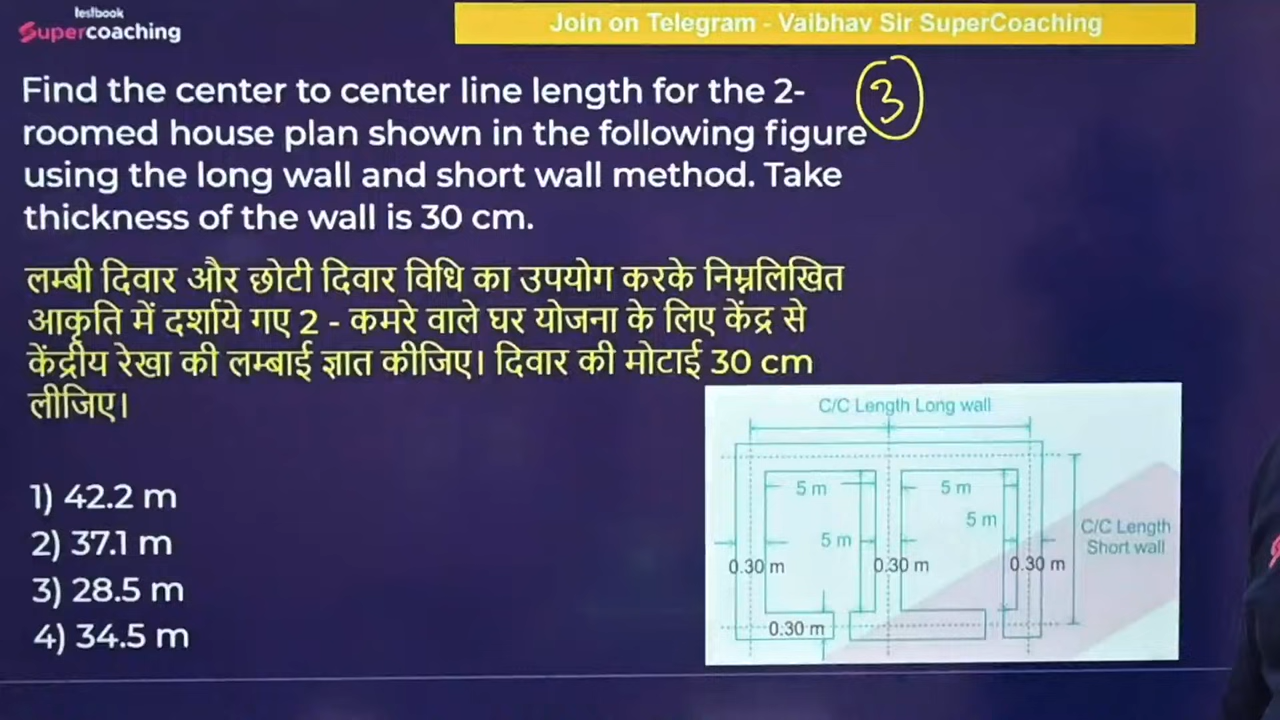 testbook
Supercoaching
Join on Telegram - Vaibhav Sir SuperCoaching
Find the center to center line length for the 2-
roomed house plan shown in the following figure
using the long wall and short wall method. Take
thickness of the wall is 30 cm.
3
लम्बी दिवार और छोटी दिवार विधि का उपयोग करके निम्नलिखित
आकृति में दर्शाये गए 2 - कमरे वाले घर योजना के लिए केंद्र से
केंद्रीय रेखा की लम्बाई ज्ञात कीजिए। दिवार की मोटाई 30 cm
लीजिए।
1) 42.2 m
2) 37.1 m
3) 28.5 m
4) 34.5 m
C/C Length Long wall
5 m
5 m
5 m
5 m
C/C Length
Short wall
0.30 m
0.30 m
0.30 m
0.30 m